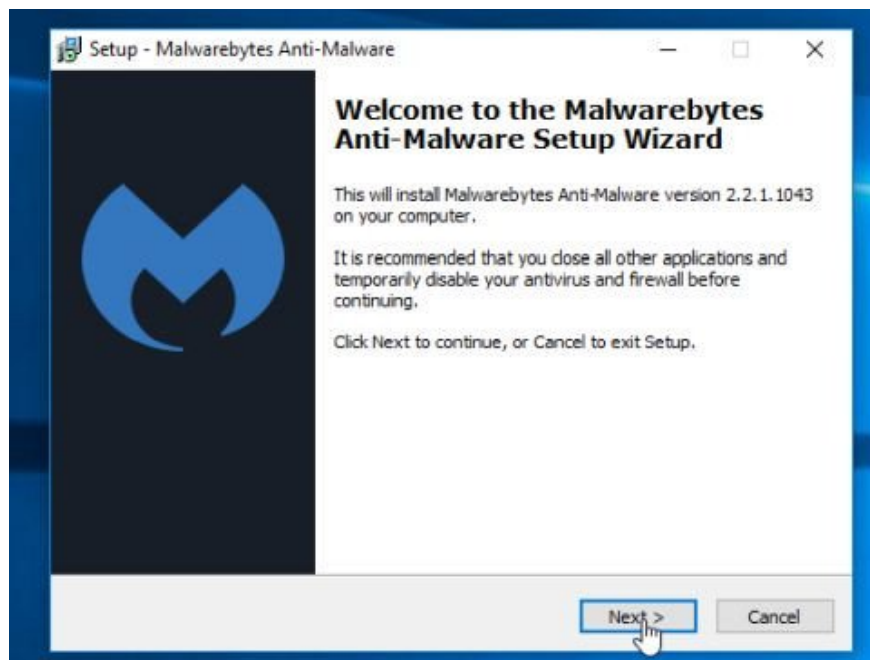 Setup - Malwarebytes Anti-Malware
Welcome to the Malwarebytes
Anti-Malware Setup Wizard
This will install Malwarebytes Anti-Malware version 2.2.1.1043
on your computer.
It is recommended that you close all other applications and
temporarily disable your antivirus and firewall before
continuing.
Click Next to continue, or Cancel to exit Setup.
Next >
Cancel